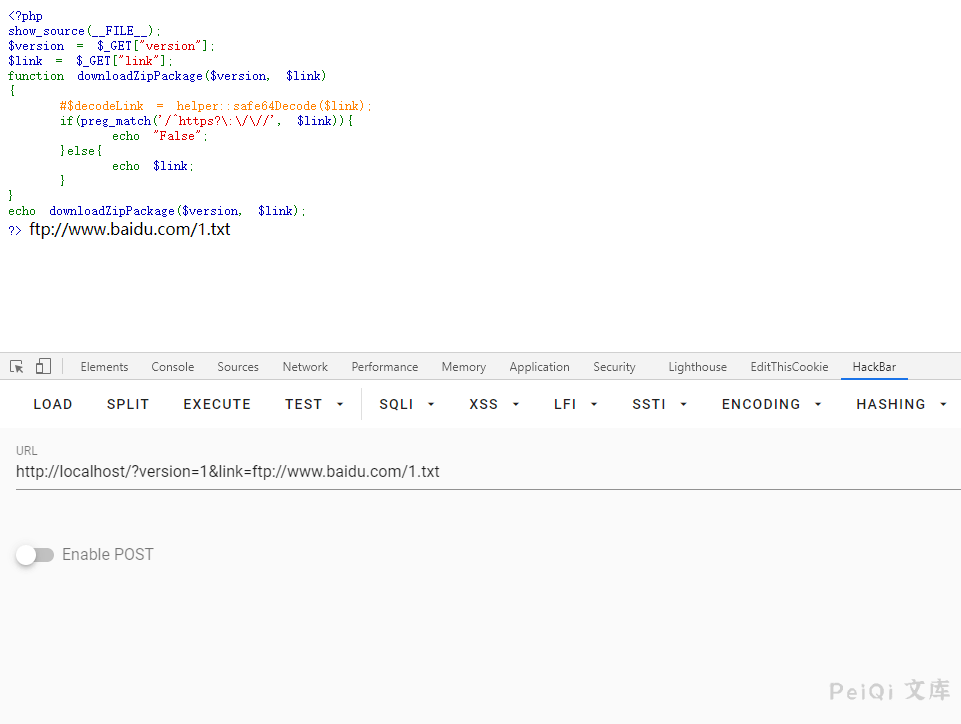 <?php
show_source(__FILE__);
$version = $_GET["version"];
$link = $_GET["link"];
function downloadZipPackage($version, $link)
{
#$decodeLink = helper::safe64Decode($link);
if(preg_match('/^https?\:\/\//', $link)){
echo "False";
}else{
echo $link;
}
}
echo downloadZipPackage($version, $link);
?> ftp://www.baidu.com/1.txt
Elements Console Sources Network Performance Memory Application Security Lighthouse EditThisCookie HackBar
LOAD SPLIT EXECUTE TEST SQLI XSS LFI SSTI ENCODING HASHING
URL
http://localhost/?version=1&link=ftp://www.baidu.com/1.txt
Enable POST
PeiQi 文库